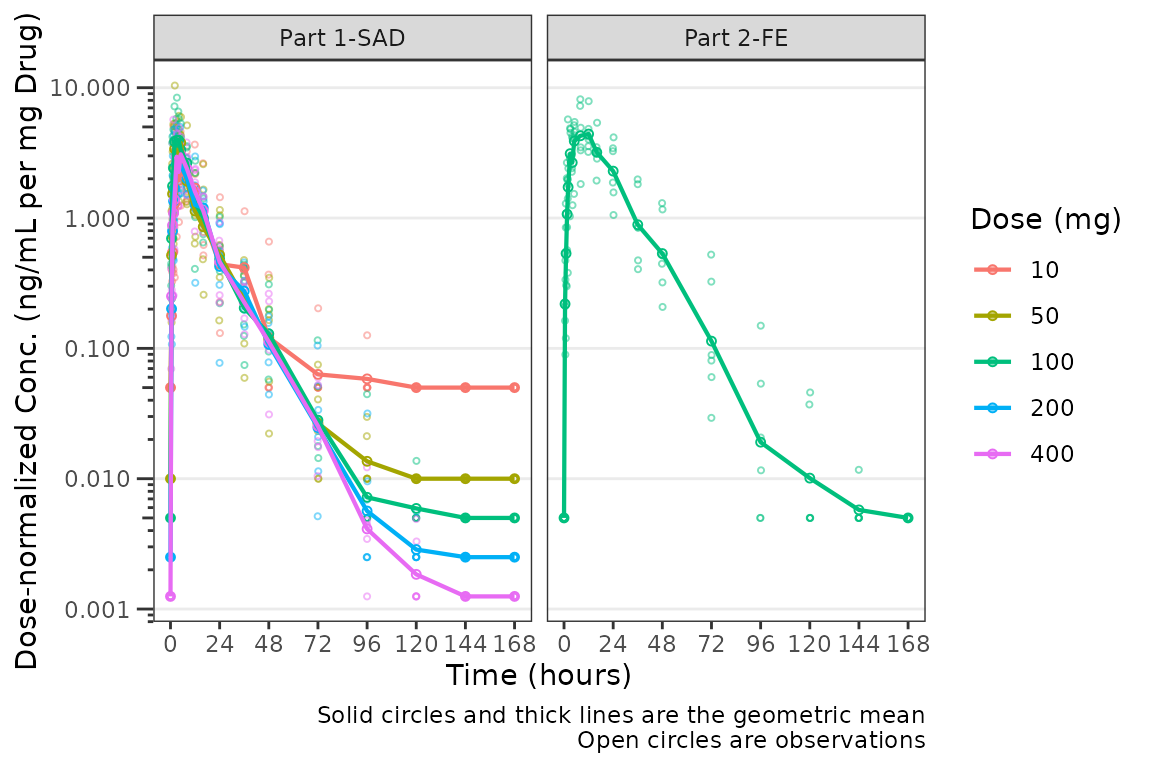 Part 1-SAD
Part 2-FE
Dose-normalized Conc. (ng/mL per mg Drug)
10.000
1.000
0.100
0.010
0.001
0 24 48 72 96 120 144 168
0 24 48 72 96 120 144 168
Time (hours)
Dose (mg)
10
50
100
200
400
Solid circles and thick lines are the geometric mean
Open circles are observations